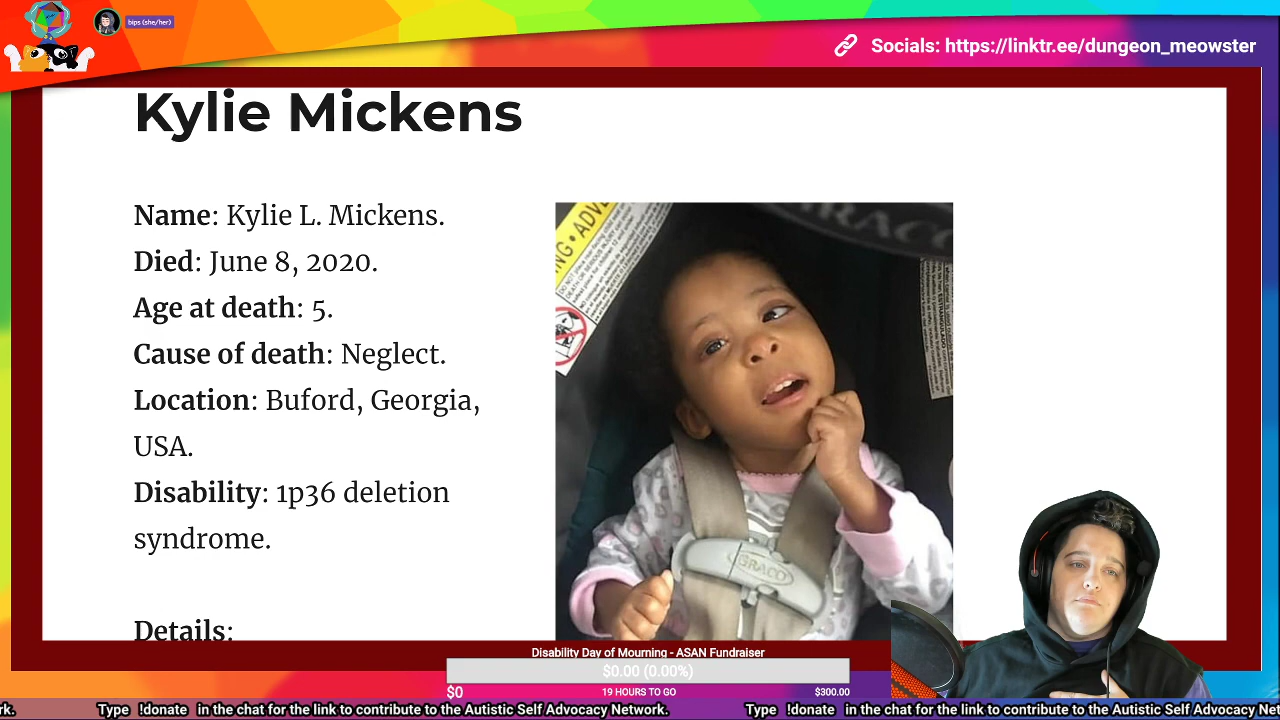 bips (she/her)
Socials: https://linktr.ee/dungeon_meowster
Kylie Mickens
Name: Kylie L. Mickens.
Died: June 8, 2020.
Age at death: 5.
Cause of death: Neglect.
Location: Buford, Georgia,
USA.
Disability: 1p36 deletion
syndrome.
Details:
GRACO
Disability Day of Mourning - ASAN Fundraiser
$0.00 (0.00%)
$0 19 HOURS TO GO $300.00
rk. Type !donate in the chat for the link to contribute to the Autistic Self Advocacy Network. Type !donate in the chat for the link to contribute to the Autistic Self Advocacy Net